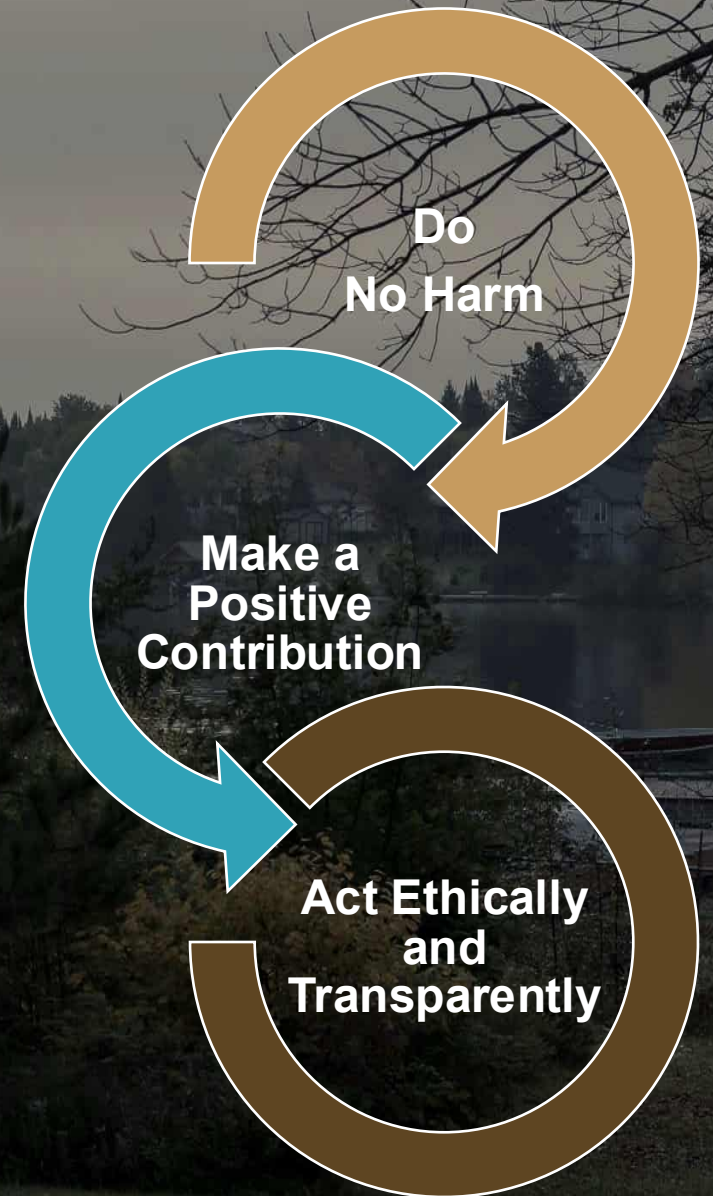 Do
No Harm
Make a
Positive
Contribution
Act Ethically
and
Transparently